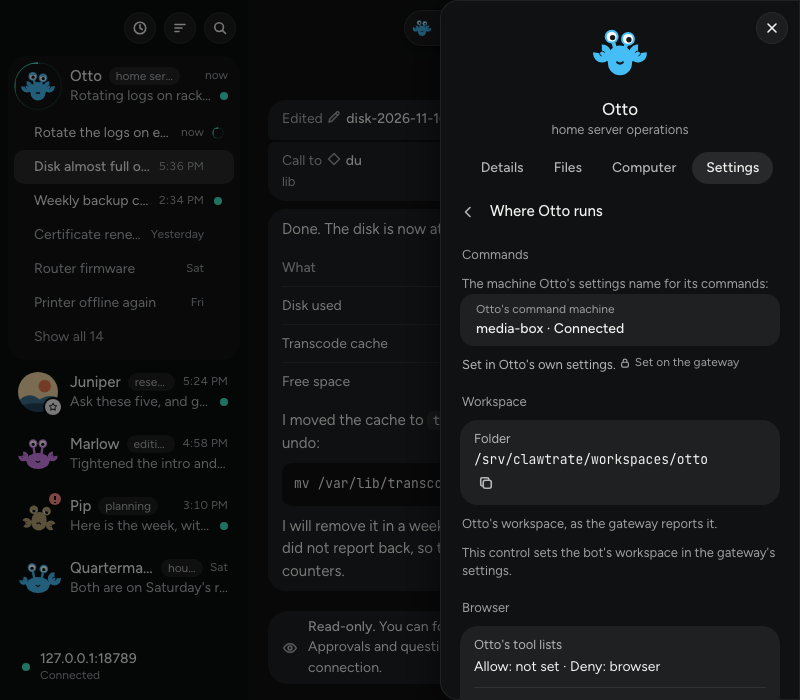 Otto
home ser...
now
Rotating logs on rack...
Rotate the logs on e...
now
Disk almost full o...
5:36 PM
Weekly backup c...
2:34 PM
Certificate rene...
Yesterday
Router firmware
Sat
Printer offline again
Fri
Show all 14
Juniper
rese...
5:24 PM
Ask these five, and g...
Marlow
editi...
4:58 PM
Tightened the intro and...
Pip
planning
3:10 PM
Here is the week, wit...
Quarterma...
hou...
Sat
Both are on Saturday's r...
127.0.0.1:18789
Connected
Edited disk-2026-11-1
Call to du
lib
Done. The disk is now at
What
Disk used
Transcode cache
Free space
I moved the cache to
undo:
mv /var/lib/transco
I will remove it in a week
did not report back, so
counters.
Read-only. You can fo
Approvals and questi
connection.
Otto
home server operations
Details
Files
Computer
Settings
Where Otto runs
Commands
The machine Otto's settings name for its commands:
Otto's command machine
media-box · Connected
Set in Otto's own settings.
Set on the gateway
Workspace
Folder
/srv/clawtrate/workspaces/otto
Otto's workspace, as the gateway reports it.
This control sets the bot's workspace in the gateway's
settings.
Browser
Otto's tool lists
Allow: not set · Deny: browser